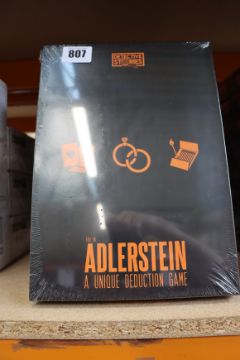 807
DETECTIVE
STORIES
ADLERSTEIN
A UNIQUE DEDUCTION GAME